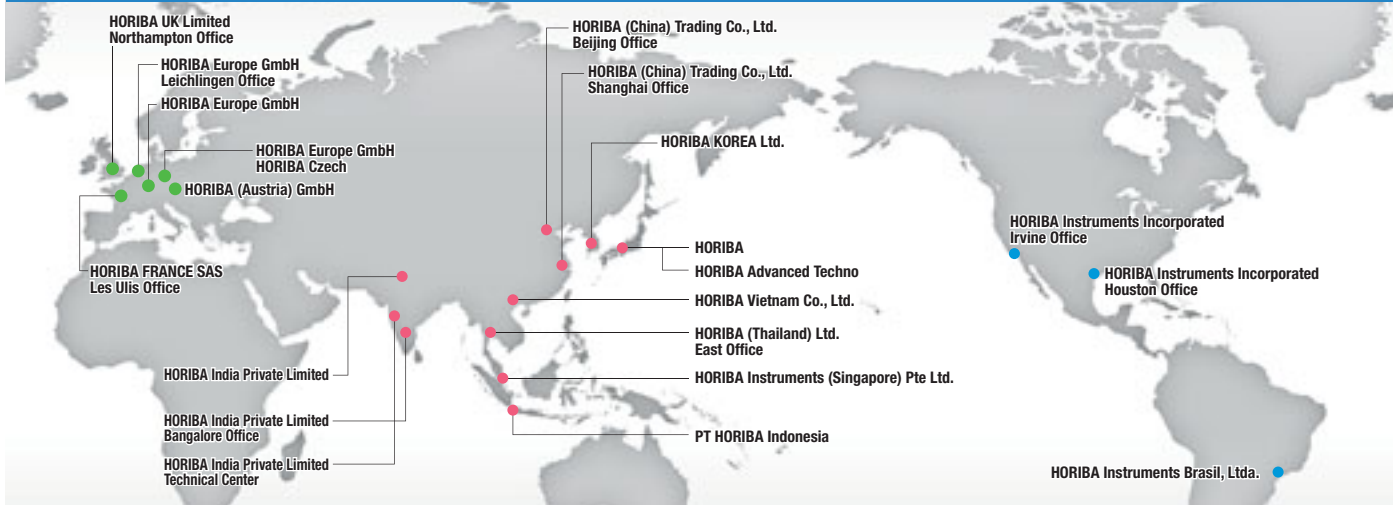 HORIBA UK Limited
Northampton Office
HORIBA Europe GmbH
Leichlingen Office
HORIBA Europe GmbH
HORIBA Europe GmbH
HORIBA Czech
HORIBA (Austria) GmbH
HORIBA FRANCE SAS
Les Ulis Office
HORIBA India Private Limited
HORIBA India Private Limited
Bangalore Office
HORIBA India Private Limited
Technical Center
HORIBA (China) Trading Co., Ltd.
Beijing Office
HORIBA (China) Trading Co., Ltd.
Shanghai Office
HORIBA KOREA Ltd.
HORIBA
HORIBA Advanced Techno
HORIBA Vietnam Co., Ltd.
HORIBA (Thailand) Ltd.
East Office
HORIBA Instruments (Singapore) Pte Ltd.
PT HORIBA Indonesia
HORIBA Instruments Incorporated
Irvine Office
HORIBA Instruments Incorporated
Houston Office
HORIBA Instruments Brasil, Ltda.